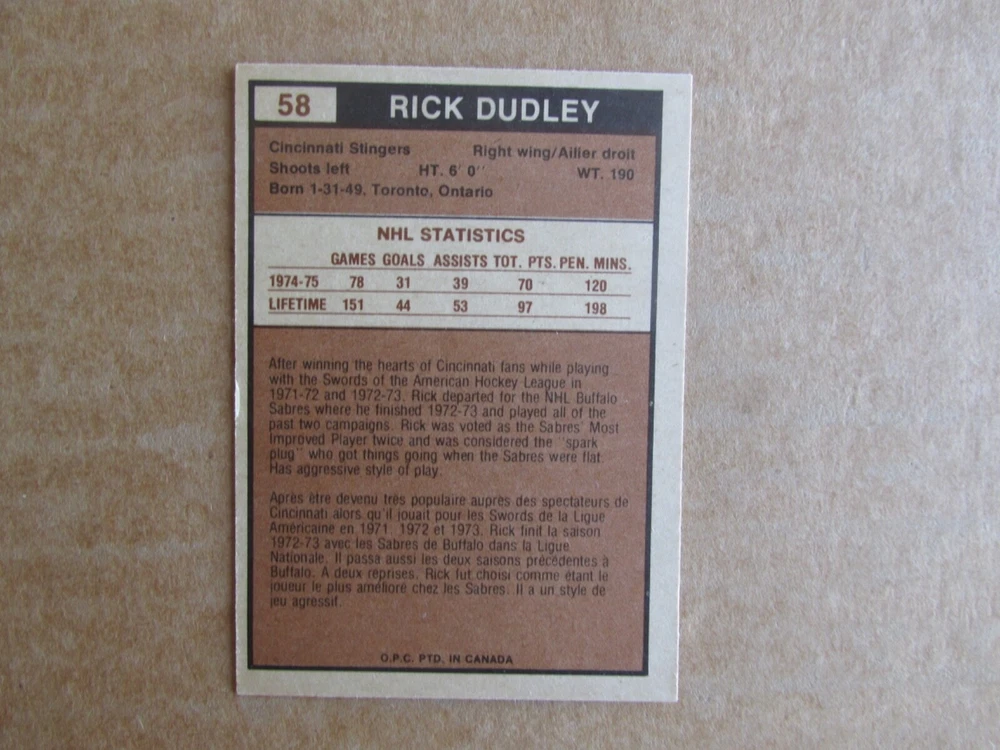 58 RICK DUDLEY
Cincinnati Stingers Right wing/Ailier droit
Shoots left HT. 6' 0'' WT. 190
Born 1-31-49, Toronto, Ontario
NHL STATISTICS
GAMES GOALS ASSISTS TOT. PTS. PEN. MINS.
1974-75 78 31 39 70 120
LIFETIME 151 44 53 97 198
After winning the hearts of Cincinnati fans while playing
with the Swords of the American Hockey League in
1971-72 and 1972-73, Rick departed for the NHL Buffalo
Sabres where he finished 1972-73 and played all of the
past two campaigns. Rick was voted as the Sabres' Most
Improved Player twice and was considered the "spark
plug" who got things going when the Sabres were flat.
Has aggressive style of play.
Après être devenu très populaire auprès des spectateurs de
Cincinnati alors qu'il jouait pour les Swords de la Ligue
Américaine en 1971, 1972 et 1973. Rick finit la saison
1972-73 avec les Sabres de Buffalo dans la Ligue
Nationale. Il passa aussi les deux saisons précédentes à
Buffalo. A deux reprises, Rick fut choisi comme étant le
joueur le plus amélioré chez les Sabres. Il a un style de
jeu agressif.
O.P.C. PTD. IN CANADA